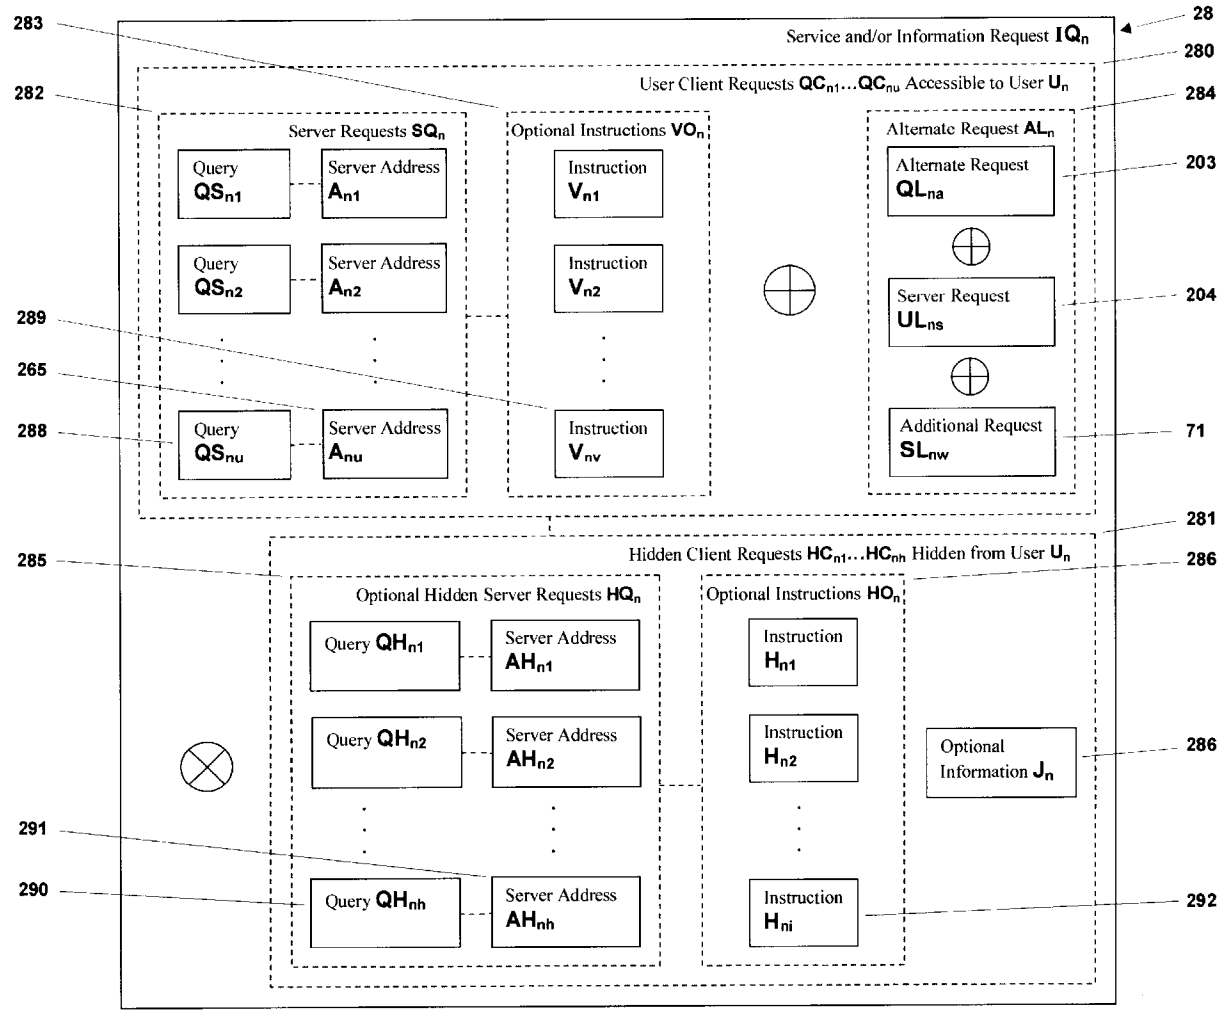 283
28
Service and/or Information Request IQn
280
User Client Requests QCn1...QCnu Accessible to User Un
282
284
Server Requests SQn
Optional Instructions VOn
Alternate Request ALn
Query
QSn1
Server Address
An1
Instruction
Vn1
Alternate Request
QLna
203
Query
QSn2
Server Address
An2
Instruction
Vn2
Server Request
ULns
204
289
265
288
Query
QSnu
Server Address
Anu
Instruction
Vnv
Additional Request
SLnw
71
281
285
Hidden Client Requests HCn1...HCnh Hidden from User Un
286
Optional Hidden Server Requests HQn
Optional Instructions HOn
Query QHn1
Server Address
AHn1
Instruction
Hn1
Query QHn2
Server Address
AHn2
Instruction
Hn2
Optional
Information Jn
286
291
290
Query QHnh
Server Address
AHnh
Instruction
Hni
292